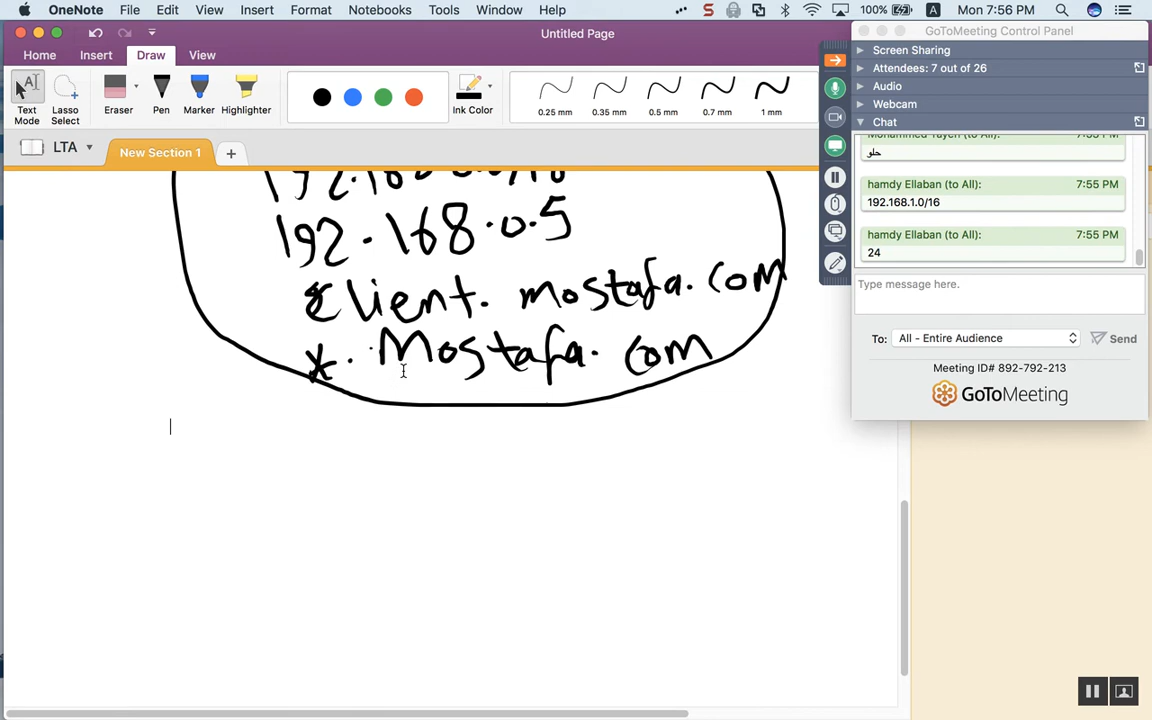 OneNote File Edit View Insert Format Notebooks Tools Window Help 100% A Mon 7:56 PM
Untitled Page
Home Insert Draw View
Text Mode
Lasso Select
Eraser
Pen
Marker
Highlighter
Ink Color
0.25 mm
0.35 mm
0.5 mm
0.7 mm
1 mm
LTA
New Section 1
192.168.0.5
client. mostafa.com
*. Mostafa. com
GoToMeeting Control Panel
Screen Sharing
Attendees: 7 out of 26
Audio
Webcam
Chat
حلو
hamdy Ellaban (to All): 7:55 PM
192.168.1.0/16
hamdy Ellaban (to All): 7:55 PM
24
Type message here.
To: All - Entire Audience Send
Meeting ID# 892-792-213
GoToMeeting